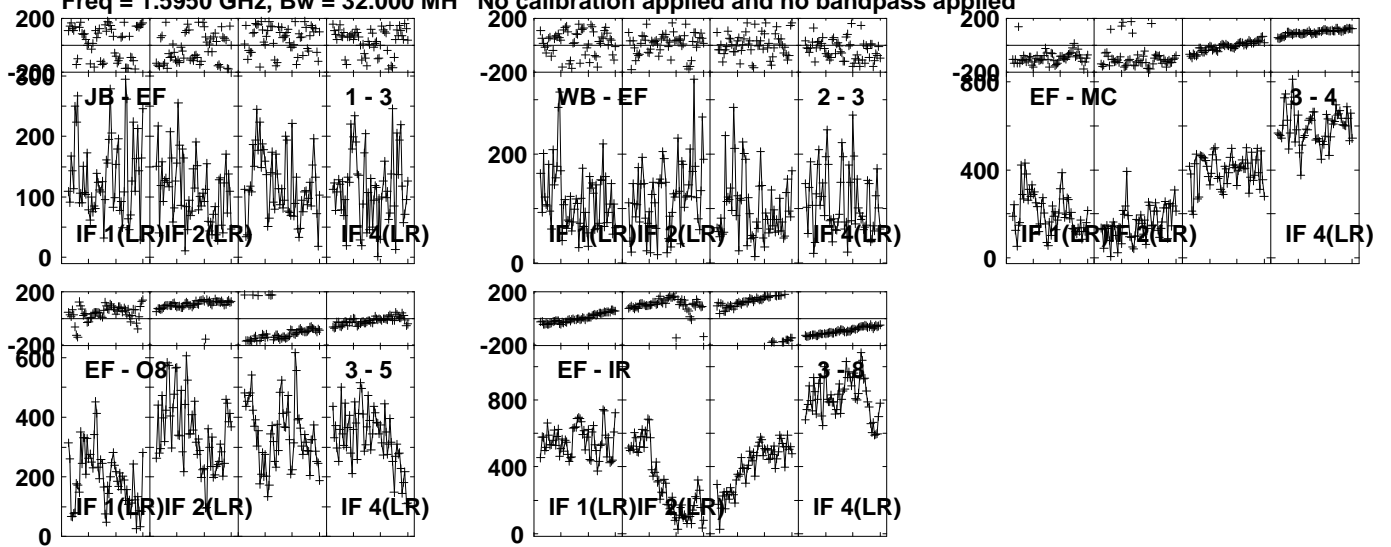 Freq = 1.5950 GHz, Bw = 32.000 MH No calibration applied and no bandpass applied
200
-200
300
200
100
0
JB - EF
1 - 3
IF 1(LR)
IF 2(LR)
IF 4(LR)
200
-200
200
0
WB - EF
2 - 3
IF 1(LR)
IF 2(LR)
IF 4(LR)
200
-200
800
400
0
EF - MC
3 - 4
IF 1(LR)
IF 2(LR)
IF 4(LR)
200
-200
600
400
200
0
EF - O8
3 - 5
IF 1(LR)
IF 2(LR)
IF 4(LR)
200
-200
800
400
0
EF - IR
3 - 8
IF 1(LR)
IF 2(LR)
IF 4(LR)